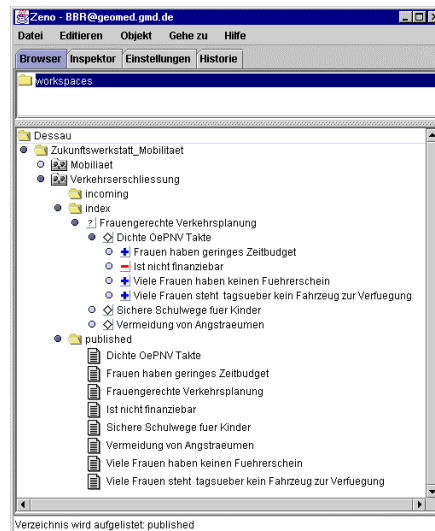 Zeno - BBR@geomed.gmd.de
Datei Editieren Objekt Gehe zu Hilfe
Browser Inspektor Einstellungen Historie
workspaces
Dessau
Zukunftswerkstatt_Mobilitaet
Mobiliaet
Verkehrserschliessung
incoming
index
? Frauengerechte Verkehrsplanung
Dichte OePNV Takte
Frauen haben geringes Zeitbudget
Ist nicht finanziebar
Viele Frauen haben keinen Fuehrerschein
Viele Frauen steht tagsueber kein Fahrzeug zur Verfuegung
Sichere Schulwege fuer Kinder
Vermeidung von Angstraeumen
published
Dichte OePNV Takte
Frauen haben geringes Zeitbudget
Frauengerechte Verkehrsplanung
Ist nicht finanziebar
Sichere Schulwege fuer Kinder
Vermeidung von Angstraeumen
Viele Frauen haben keinen Fuehrerschein
Viele Frauen steht tagsueber kein Fahrzeug zur Verfuegung
Verzeichnis wird aufgelistet: published